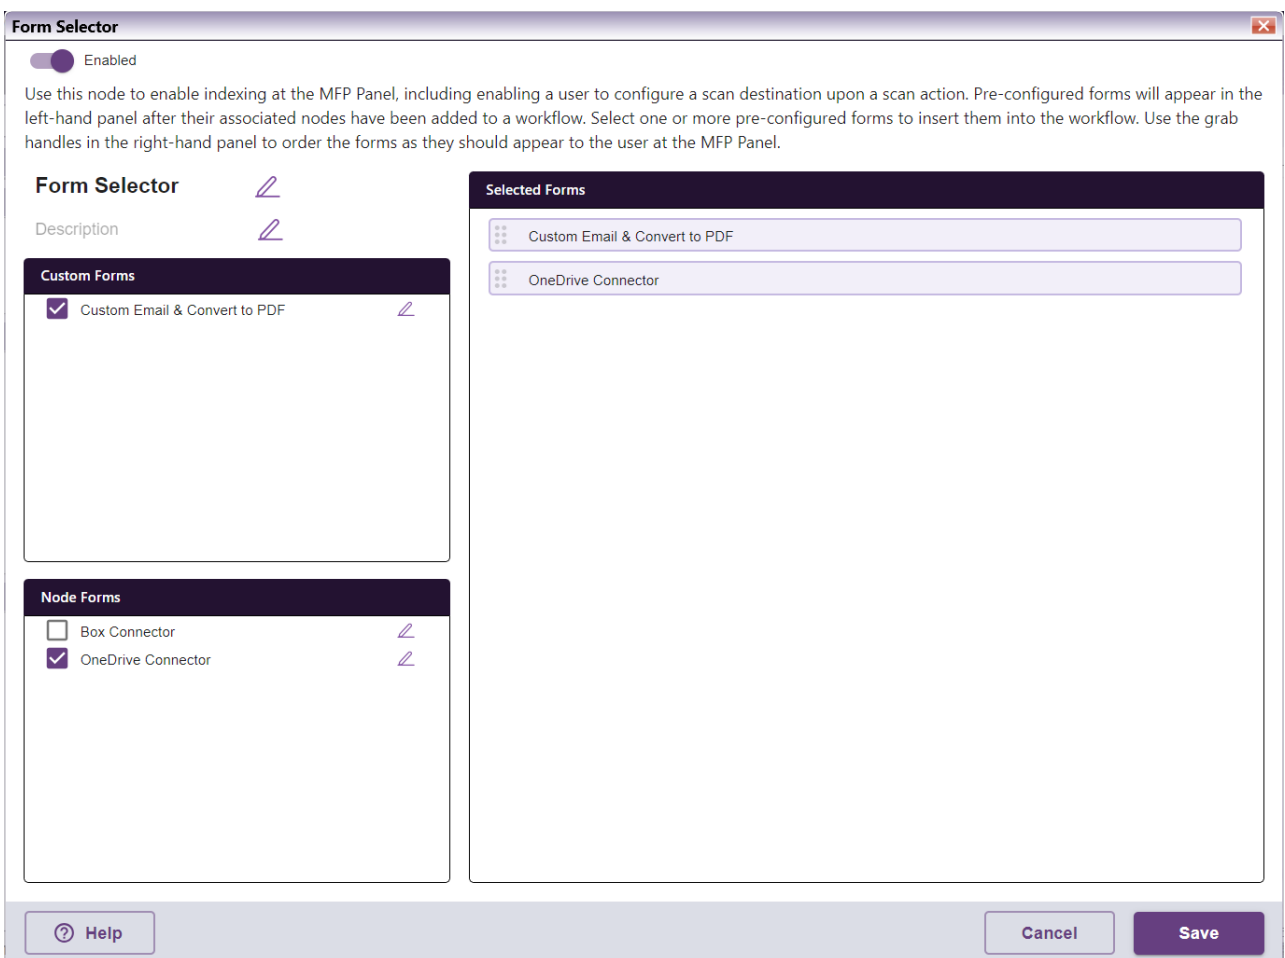 Form Selector
Enabled
Use this node to enable indexing at the MFP Panel, including enabling a user to configure a scan destination upon a scan action. Pre-configured forms will appear in the
left-hand panel after their associated nodes have been added to a workflow. Select one or more pre-configured forms to insert them into the workflow. Use the grab
handles in the right-hand panel to order the forms as they should appear to the user at the MFP Panel.
Form Selector
Description
Custom Forms
Custom Email & Convert to PDF
Node Forms
Box Connector
OneDrive Connector
Selected Forms
Custom Email & Convert to PDF
OneDrive Connector
Help
Cancel
Save